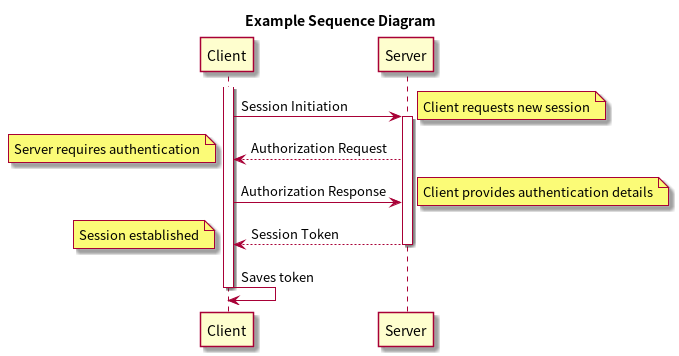 Example Sequence Diagram
Client
Server
Session Initiation
Client requests new session
Authorization Request
Server requires authentication
Authorization Response
Client provides authentication details
Session Token
Session established
Saves token
Client
Server